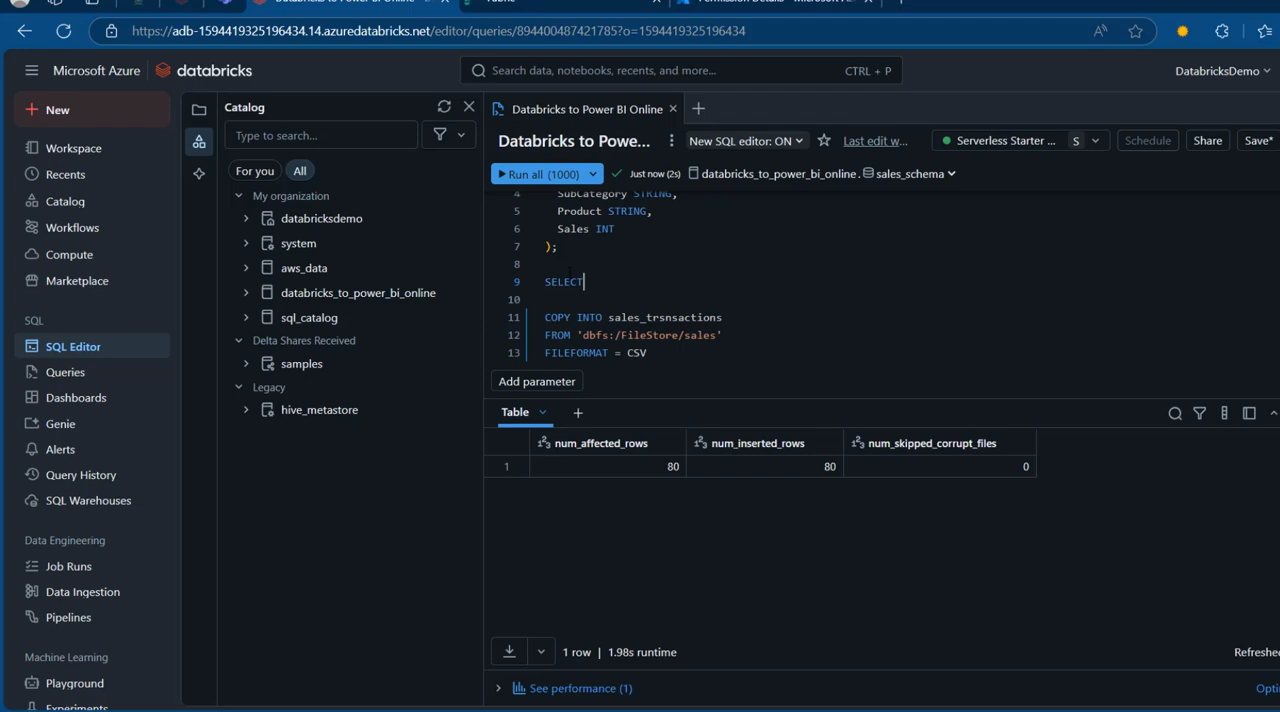 Databricks to Power BI Online
Fabric
https://adb-1594419325196434.14.azuredatabricks.net/editor/queries/894400487421785?o=1594419325196434
Microsoft Azure databricks
Search data, notebooks, recents, and more... CTRL + P
DatabricksDemo
New
Workspace
Recents
Catalog
Workflows
Compute
Marketplace
SQL
SQL Editor
Queries
Dashboards
Genie
Alerts
Query History
SQL Warehouses
Data Engineering
Job Runs
Data Ingestion
Pipelines
Machine Learning
Playground
Experiments
Catalog
Type to search...
For you All
My organization
databricksdemo
system
aws_data
databricks_to_power_bi_online
sql_catalog
Delta Shares Received
samples
Legacy
hive_metastore
Databricks to Power BI Online
Databricks to Powe... New SQL editor: ON Last edit w... Serverless Starter ... S Schedule Share Save*
Run all (1000) Just now (2s) databricks_to_power_bi_online. sales_schema
4 SubCategory STRING,
5 Product STRING,
6 Sales INT
7 );
8
9 SELECT
10
11 COPY INTO sales_trsnsactions
12 FROM 'dbfs:/FileStore/sales'
13 FILEFORMAT = CSV
Add parameter
Table
num_affected_rows num_inserted_rows num_skipped_corrupt_files
1 80 80 0
1 row | 1.98s runtime
Refreshe
See performance (1)
Opti